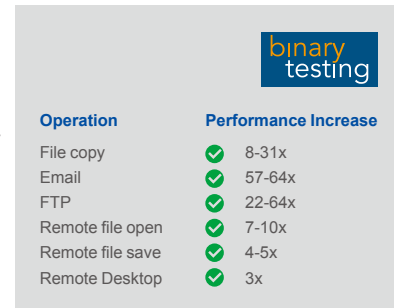 binary
testing
Operation Performance Increase
File copy 8-31x
Email 57-64x
FTP 22-64x
Remote file open 7-10x
Remote file save 4-5x
Remote Desktop 3x